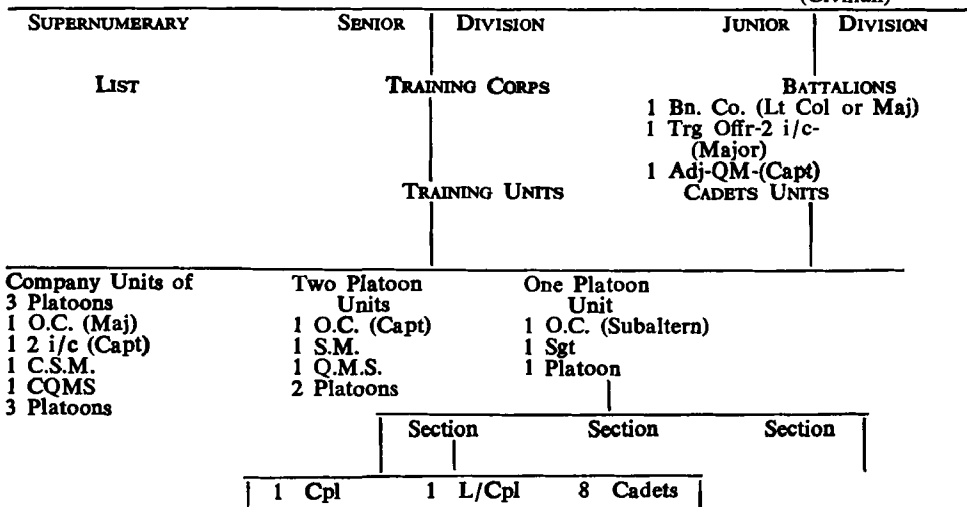 (Civilian)
SUPERNUMERARY SENIOR DIVISION JUNIOR DIVISION
LIST TRAINING CORPS BATTALIONS
1 Bn. Co. (Lt Col or Maj)
1 Trg Offr-2 i/c-
(Major)
1 Adj-QM-(Capt)
TRAINING UNITS CADETS UNITS
Company Units of
3 Platoons
1 O.C. (Maj)
1 2 i/c (Capt)
1 C.S.M.
1 CQMS
3 Platoons
Two Platoon
Units
1 O.C. (Capt)
1 S.M.
1 Q.M.S.
2 Platoons
One Platoon
Unit
1 O.C. (Subaltern)
1 Sgt
1 Platoon
Section Section Section
1 Cpl 1 L/Cpl 8 Cadets